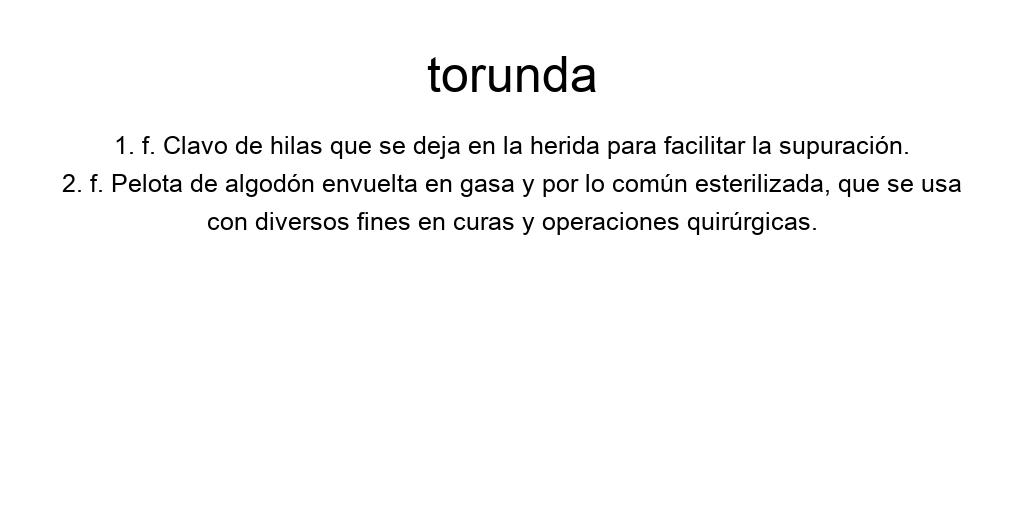 torunda
1. f. Clavo de hilas que se deja en la herida para facilitar la supuración.
2. f. Pelota de algodón envuelta en gasa y por lo común esterilizada, que se usa
con diversos fines en curas y operaciones quirúrgicas.